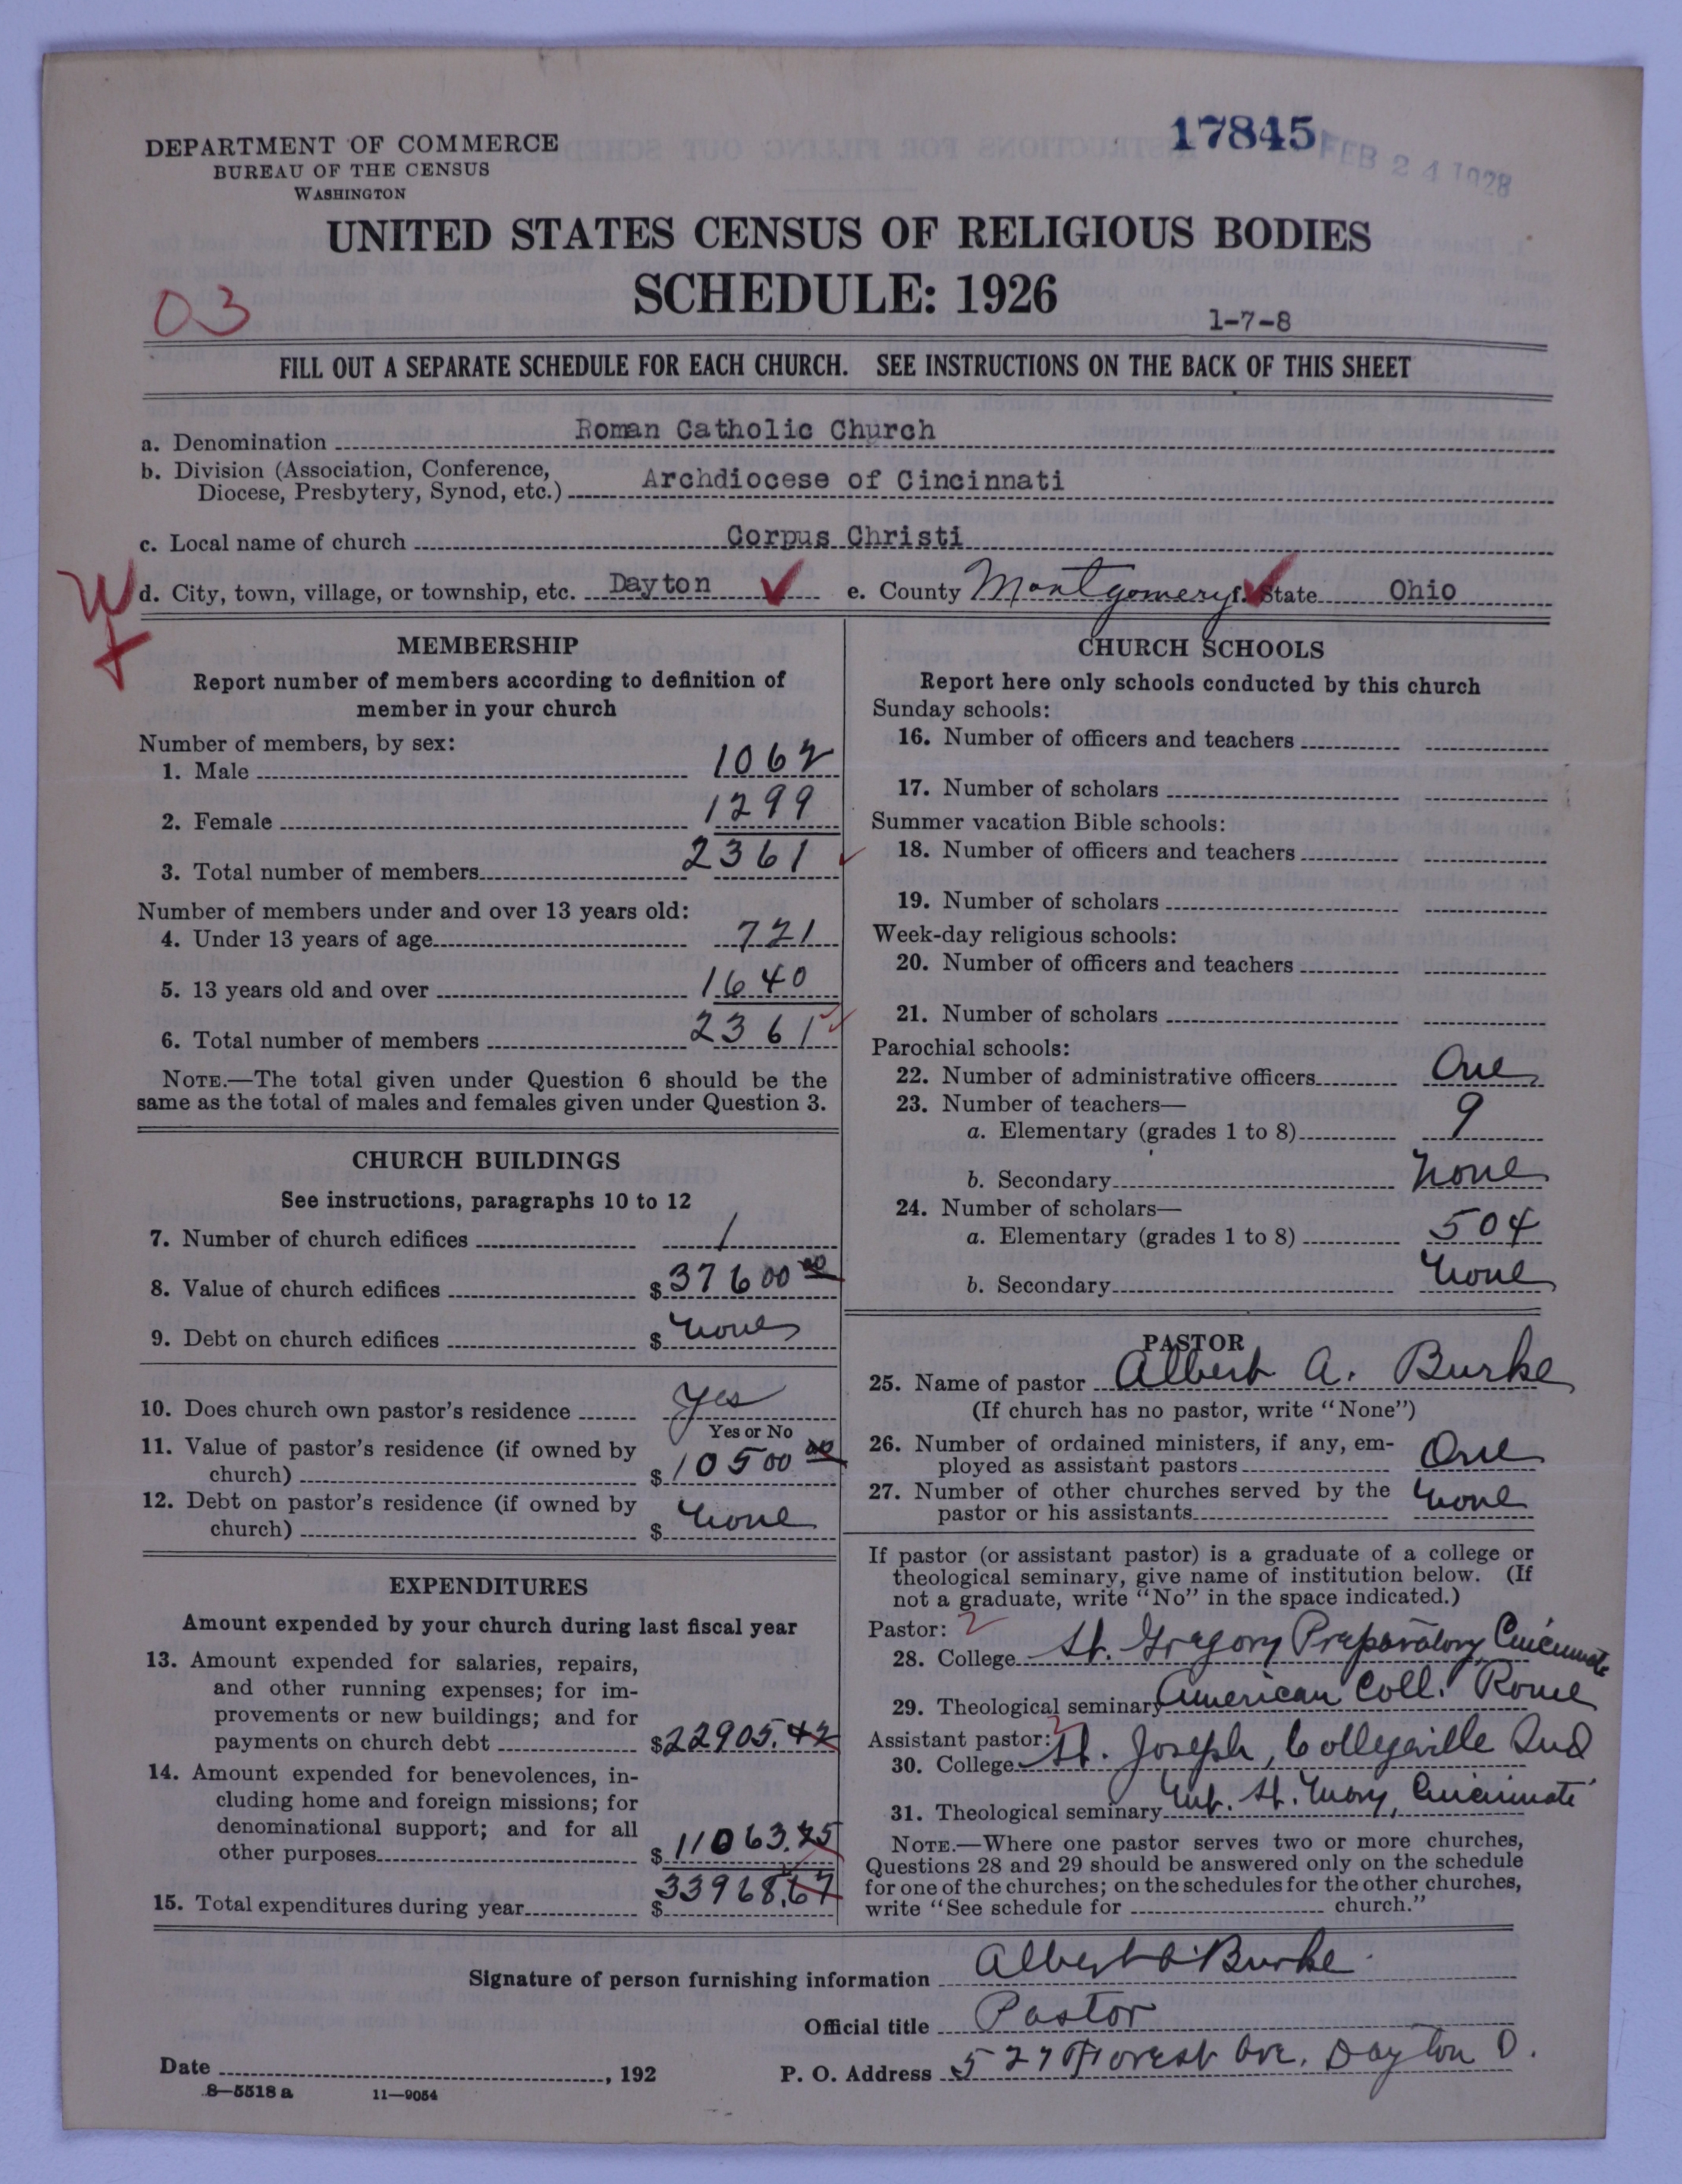 17845
FEB 24 1928
DEPARTMENT OF COMMERCE
BUREAU OF THE CENSUS
WASHINGTON
UNITED STATES CENSUS OF RELIGIOUS BODIES
SCHEDULE: 1926
03
1-7-8
FILL OUT A SEPARATE SCHEDULE FOR EACH CHURCH. SEE INSTRUCTIONS ON THE BACK OF THIS SHEET
a. Denomination Roman Catholic Church
b. Division (Association, Conference,
Diocese, Presbytery, Synod, etc.) Archdiocese of Cincinnati
c. Local name of church Corpus Christi
W
d. City, town, village, or township, etc. Dayton ✓ e. County Montgomery ✓ f. State Ohio
MEMBERSHIP
Report number of members according to definition of
member in your church
Number of members, by sex:
1. Male 1062
2. Female 1299
3. Total number of members 2361
Number of members under and over 13 years old:
4. Under 13 years of age 721
5. 13 years old and over 1640
6. Total number of members 2361
NOTE.—The total given under Question 6 should be the
same as the total of males and females given under Question 3.
CHURCH BUILDINGS
See instructions, paragraphs 10 to 12
7. Number of church edifices 1
8. Value of church edifices $37600 00
9. Debt on church edifices $ none
10. Does church own pastor's residence Yes
Yes or No
11. Value of pastor's residence (if owned by
church) $10500 00
12. Debt on pastor's residence (if owned by
church) $ none
EXPENDITURES
Amount expended by your church during last fiscal year
13. Amount expended for salaries, repairs,
and other running expenses; for im-
provements or new buildings; and for
payments on church debt $22905.42
14. Amount expended for benevolences, in-
cluding home and foreign missions; for
denominational support; and for all
other purposes $11063.25
15. Total expenditures during year $33968.67
CHURCH SCHOOLS
Report here only schools conducted by this church
Sunday schools:
16. Number of officers and teachers
17. Number of scholars
Summer vacation Bible schools:
18. Number of officers and teachers
19. Number of scholars
Week-day religious schools:
20. Number of officers and teachers
21. Number of scholars
Parochial schools:
22. Number of administrative officers One
23. Number of teachers—
a. Elementary (grades 1 to 8) 9
b. Secondary none
24. Number of scholars—
a. Elementary (grades 1 to 8) 504
b. Secondary none
PASTOR
25. Name of pastor Albert A. Burke
(If church has no pastor, write "None")
26. Number of ordained ministers, if any, em-
ployed as assistant pastors One
27. Number of other churches served by the
pastor or his assistants none
If pastor (or assistant pastor) is a graduate of a college or
theological seminary, give name of institution below. (If
not a graduate, write "No" in the space indicated.)
Pastor: 2
28. College St. Gregory Preparatory, Cincinnati
29. Theological seminary American Coll. Rome
Assistant pastor: 2
30. College St. Joseph, Collegeville Ind
31. Theological seminary Mt. St. Mary, Cincinnati
NOTE.—Where one pastor serves two or more churches,
Questions 28 and 29 should be answered only on the schedule
for one of the churches; on the schedules for the other churches,
write "See schedule for church."
Signature of person furnishing information Albert A. Burke
Official title Pastor
Date , 192
P. O. Address 527 Forest Ave. Dayton O.
8—5518 a 11—9054